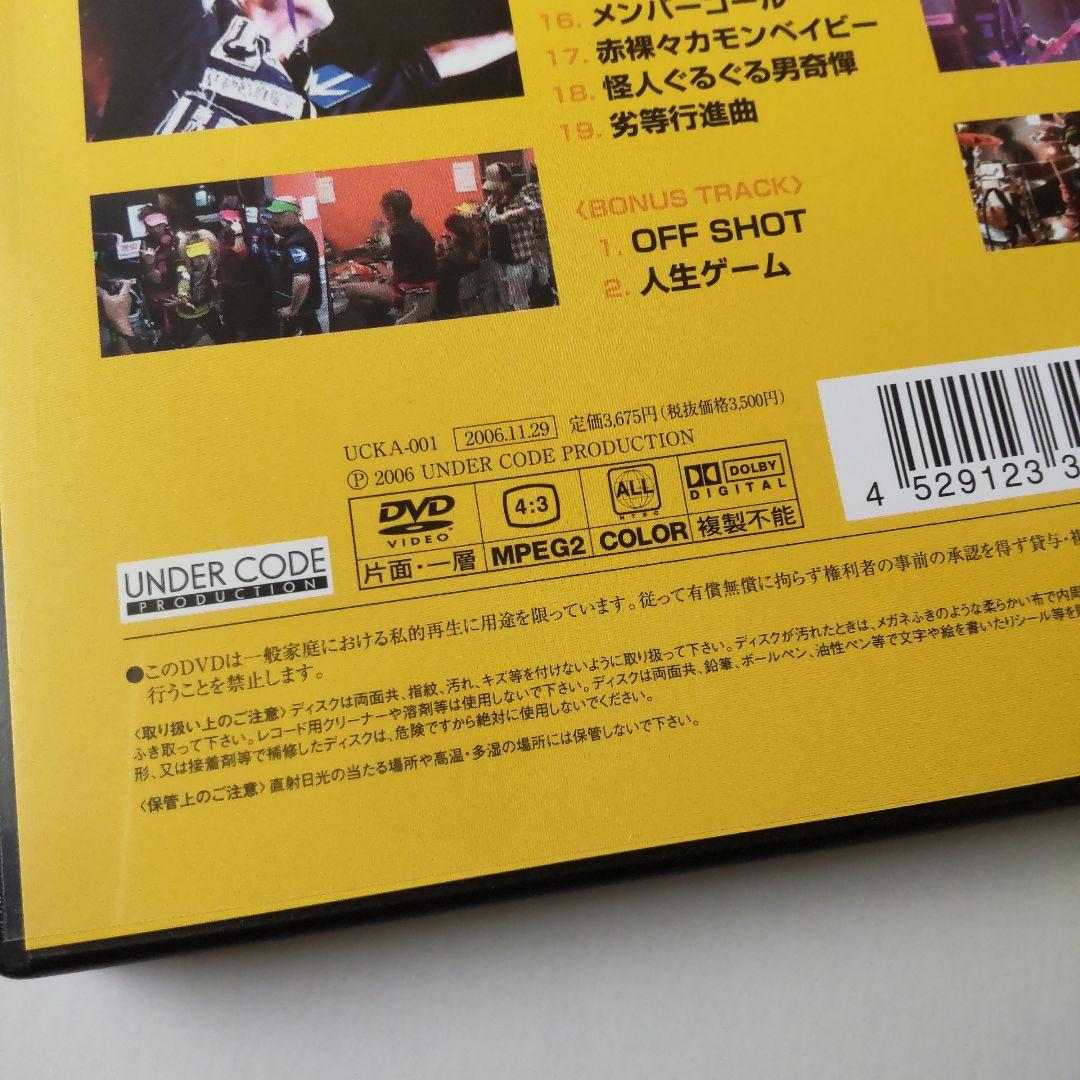 16. メンバーコール
17. 赤裸々カモンベイビー
18. 怪人ぐるぐる男奇憚
19. 劣等行進曲
〈BONUS TRACK〉
1. OFF SHOT
2. 人生ゲーム
UCKA-001 2006.11.29 定価3,675円(税抜価格3,500円)
Ⓟ 2006 UNDER CODE PRODUCTION
DVD VIDEO 4:3 ALL NTSC DOLBY DIGITAL
片面・一層 MPEG2 COLOR 複製不能
4 529123 3
UNDER CODE
PRODUCTION
●このDVDは一般家庭における私的再生に用途を限っています。従って有償無償に拘らず権利者の事前の承認を得ず貸与・複
行うことを禁止します。
〈取り扱い上のご注意〉ディスクは両面共、指紋、汚れ、キズ等を付けないように取り扱って下さい。ディスクが汚れたときは、メガネふきのような柔らかい布で内周
ふき取って下さい。レコード用クリーナーや溶剤等は使用しないで下さい。ディスクは両面共、鉛筆、ボールペン、油性ペン等で文字や絵を書いたりシール等を
形、又は接着剤等で補修したディスクは、危険ですから絶対に使用しないでください。
〈保管上のご注意〉直射日光の当たる場所や高温・多湿の場所には保管しないで下さい。